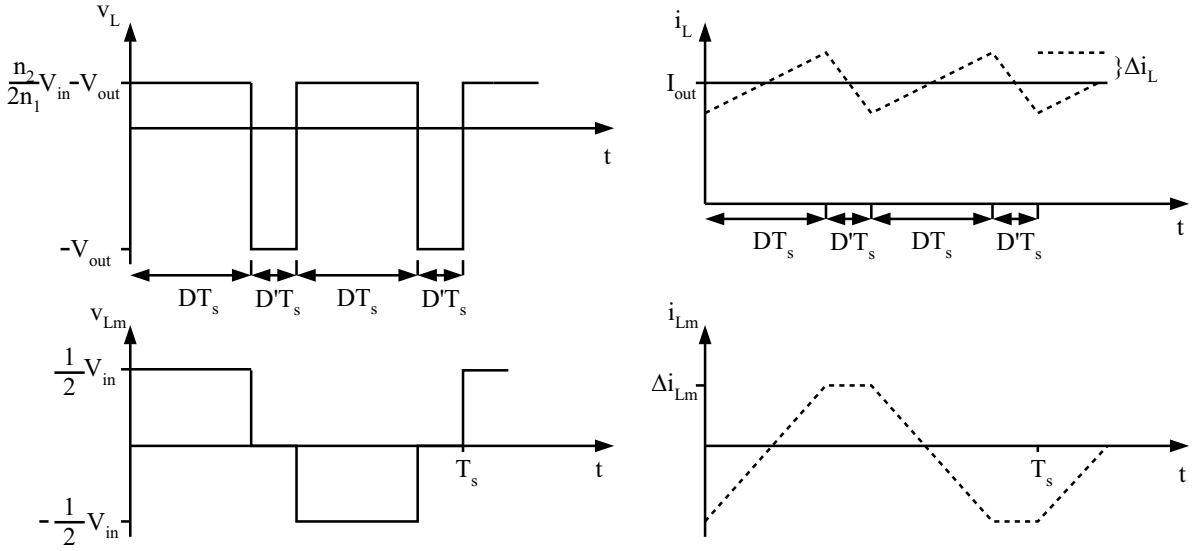 v_L
n_2/2n_1 V_in-V_out
t
-V_out
DT_s D'T_s DT_s D'T_s
i_L
}Δi_L
I_out
t
DT_s D'T_s DT_s D'T_s
v_Lm
1/2 V_in
T_s t
-1/2 V_in
i_Lm
Δi_Lm
T_s t